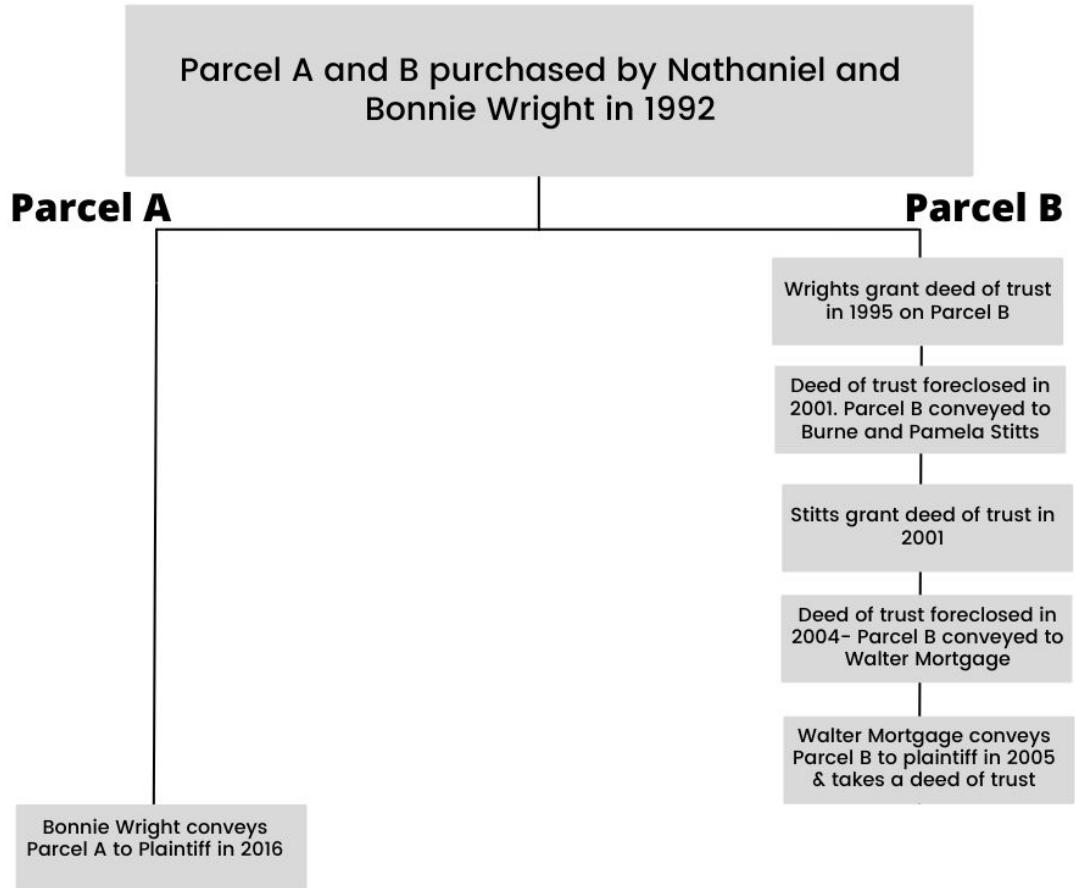 Parcel A and B purchased by Nathaniel and
Bonnie Wright in 1992
Parcel A
Parcel B
Wrights grant deed of trust
in 1995 on Parcel B
Deed of trust foreclosed in
2001. Parcel B conveyed to
Burne and Pamela Stitts
Stitts grant deed of trust in
2001
Deed of trust foreclosed in
2004- Parcel B conveyed to
Walter Mortgage
Walter Mortgage conveys
Parcel B to plaintiff in 2005
& takes a deed of trust
Bonnie Wright conveys
Parcel A to Plaintiff in 2016